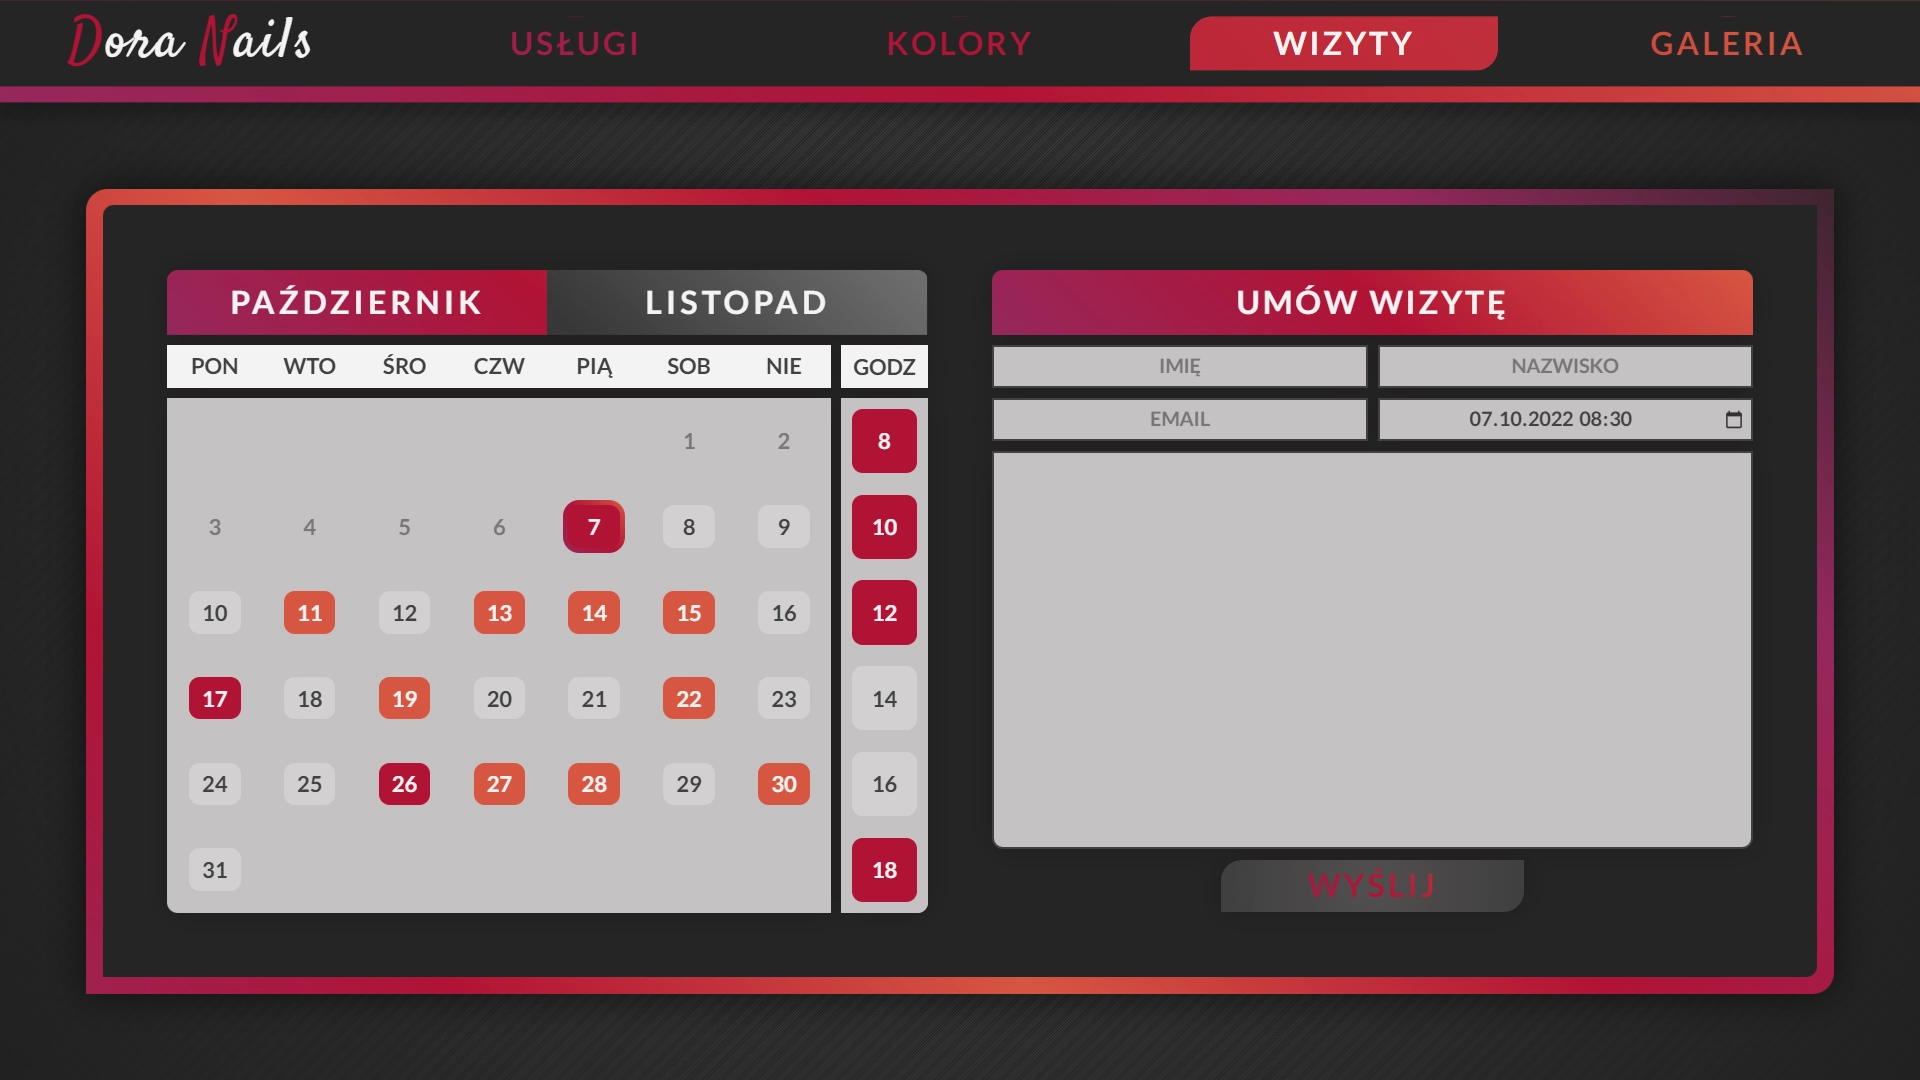 Dora Nails USŁUGI KOLORY WIZYTY GALERIA
PAŹDZIERNIK LISTOPAD
PON WTO ŚRO CZW PIĄ SOB NIE GODZ
1 2 8
3 4 5 6 7 8 9 10
10 11 12 13 14 15 16 12
17 18 19 20 21 22 23 14
24 25 26 27 28 29 30 16
31 18
UMÓW WIZYTĘ
IMIĘ NAZWISKO
EMAIL 07.10.2022 08:30
WYŚLIJ